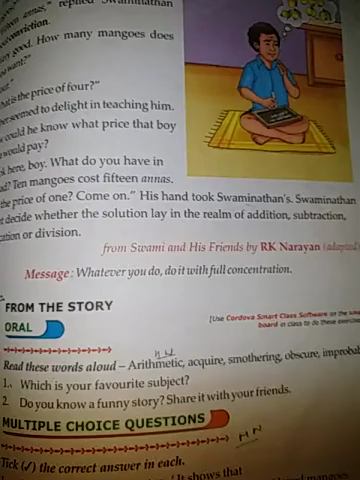 annas," replied Swaminathan
conviction.
good. How many mangoes does
want?"
is the price of four?"
seemed to delight in teaching him.
could he know what price that boy
would pay?
here, boy. What do you have in
Ten mangoes cost fifteen annas.
the price of one? Come on." His hand took Swaminathan's. Swaminathan
decide whether the solution lay in the realm of addition, subtraction,
or division.
from Swami and His Friends by RK Narayan (adapted)
Message : Whatever you do, do it with full concentration.
FROM THE STORY
[Use Cordova Smart Class Software on the
board in class to do these
ORAL
Read these words aloud – Arithmetic, acquire, smothering, obscure,
1. Which is your favourite subject?
2. Do you know a funny story? Share it with your friends.
MULTIPLE CHOICE QUESTIONS
Tick (✓) the correct answer in each.
It shows that